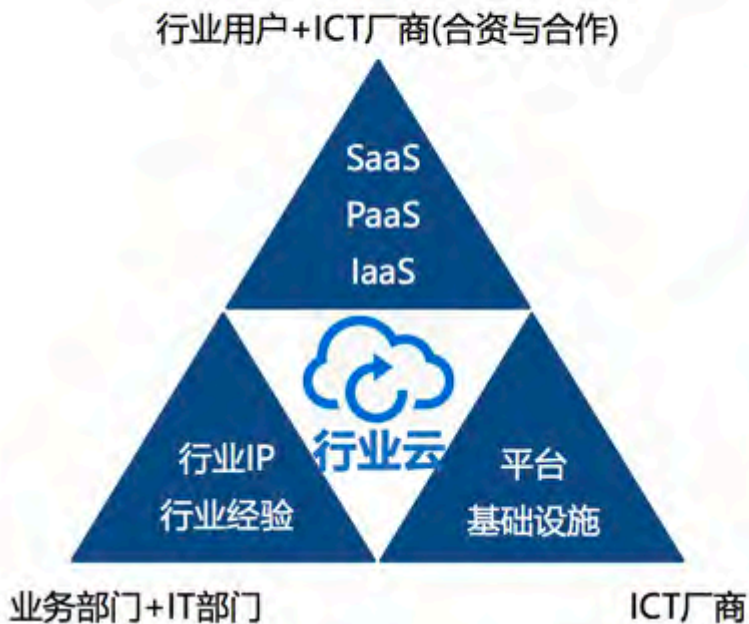 行业用户+ICT厂商(合资与合作)
SaaS
PaaS
IaaS
行业云
行业IP
行业经验
平台
基础设施
业务部门+IT部门
ICT厂商